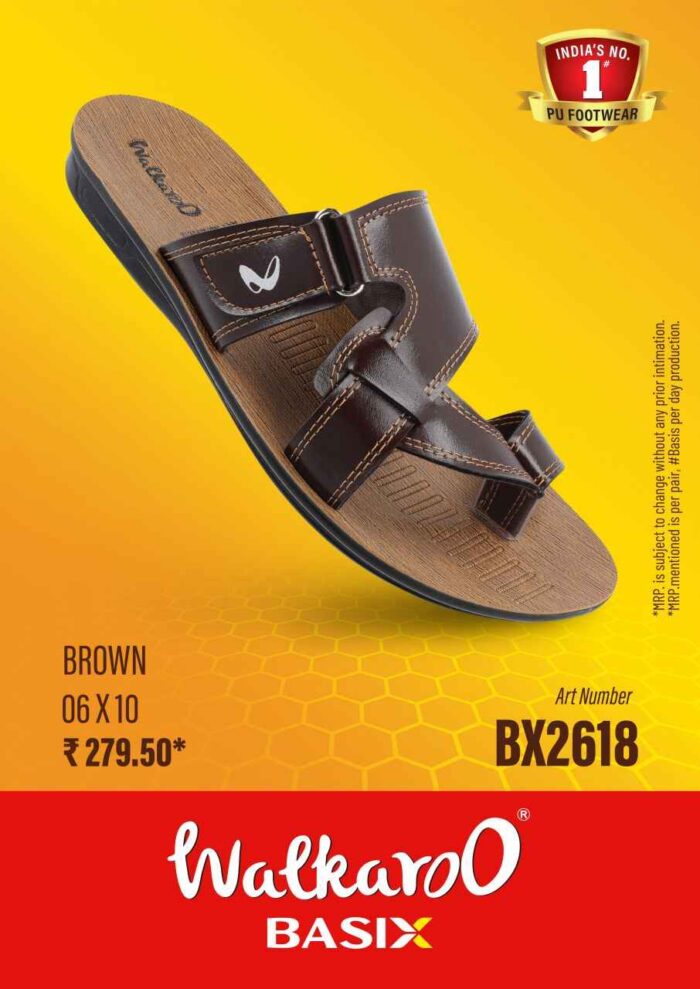 INDIA'S NO.
1#
PU FOOTWEAR
Walkaroo
*MRP. is subject to change without any prior intimation.
*MRP.mentioned is per pair, #Basis per day production.
BROWN
06 X 10
₹ 279.50*
Art Number
BX2618
Walkaroo®
BASIX